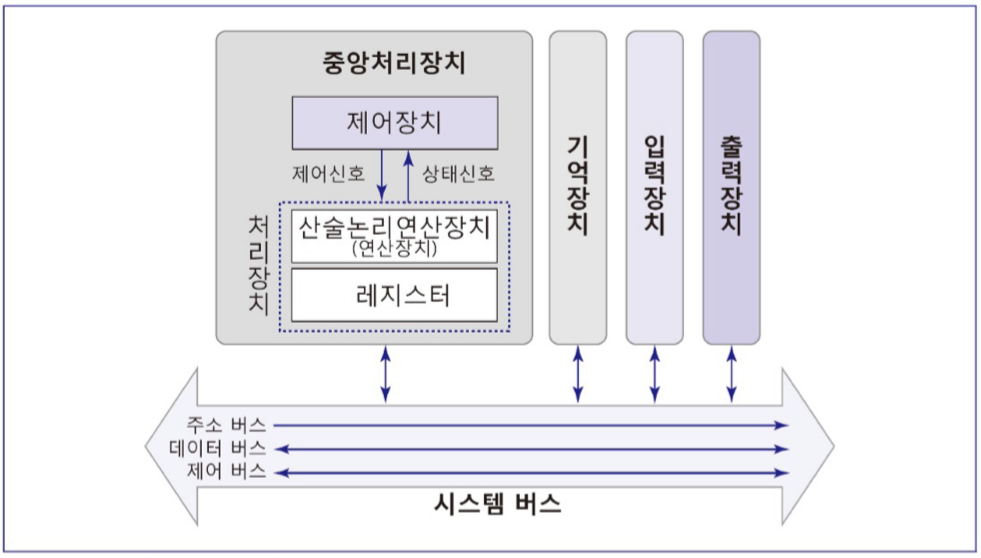 중앙처리장치
제어장치
제어신호
상태신호
처리장치
산술논리연산장치
(연산장치)
레지스터
기억장치
입력장치
출력장치
주소 버스
데이터 버스
제어 버스
시스템 버스